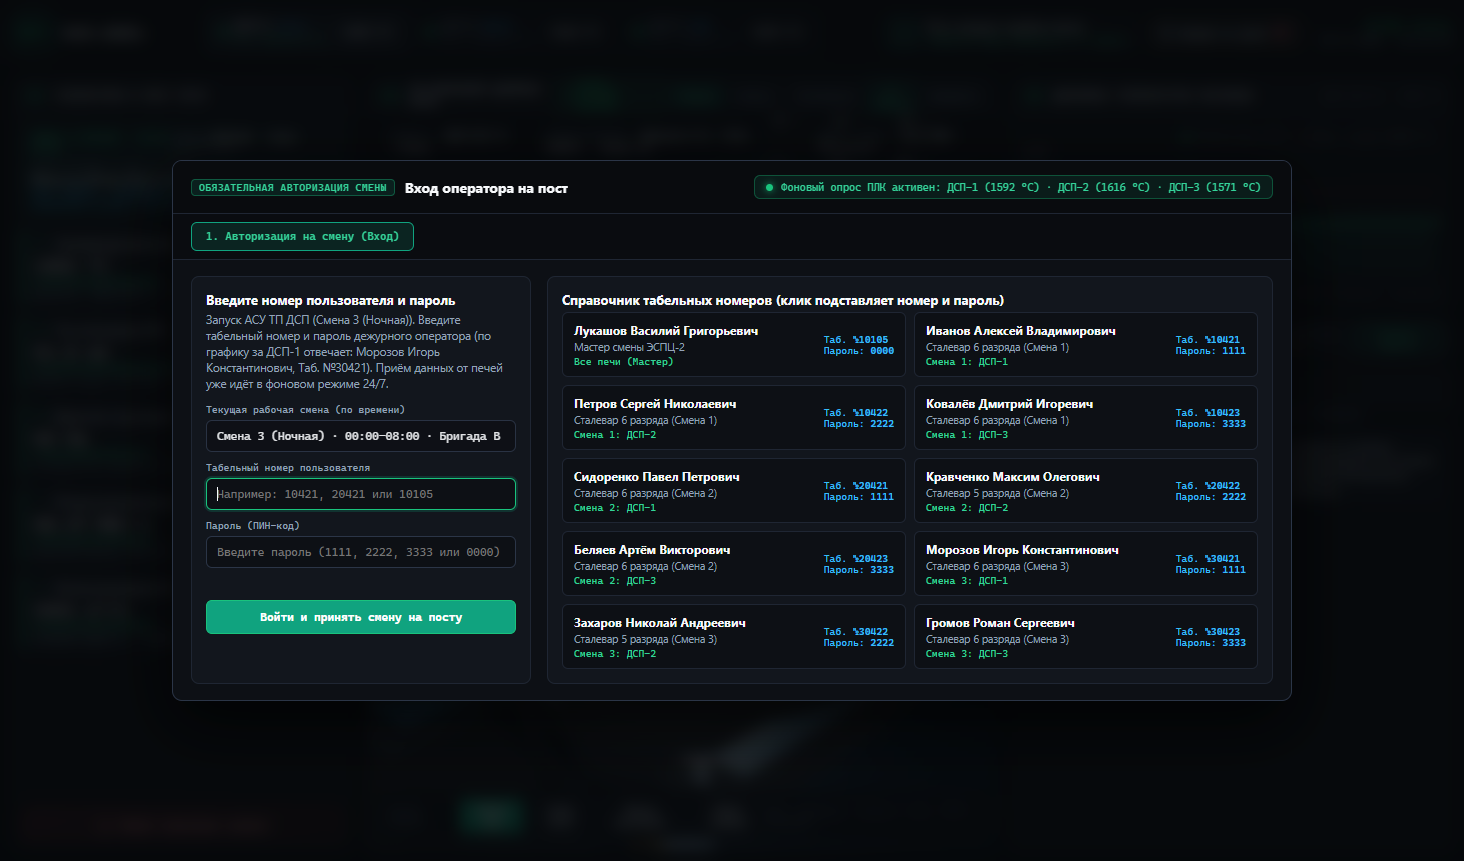 ОБЯЗАТЕЛЬНАЯ АВТОРИЗАЦИЯ СМЕНЫ
Вход оператора на пост
Фоновый опрос ПЛК активен: ДСП-1 (1592 °C) · ДСП-2 (1616 °C) · ДСП-3 (1571 °C)
1. Авторизация на смену (Вход)
Введите номер пользователя и пароль
Запуск АСУ ТП ДСП (Смена 3 (Ночная)). Введите
табельный номер и пароль дежурного оператора (по
графику за ДСП-1 отвечает: Морозов Игорь
Константинович, Таб. №30421). Приём данных от печей
уже идёт в фоновом режиме 24/7.
Текущая рабочая смена (по времени)
Смена 3 (Ночная) · 00:00–08:00 · Бригада В
Табельный номер пользователя
Например: 10421, 20421 или 10105
Пароль (ПИН-код)
Введите пароль (1111, 2222, 3333 или 0000)
Войти и принять смену на посту
Справочник табельных номеров (клик подставляет номер и пароль)
Лукашов Василий Григорьевич
Мастер смены ЭСПЦ-2
Все печи (Мастер)
Таб. №10105
Пароль: 0000
Иванов Алексей Владимирович
Сталевар 6 разряда (Смена 1)
Смена 1: ДСП-1
Таб. №10421
Пароль: 1111
Петров Сергей Николаевич
Сталевар 6 разряда (Смена 1)
Смена 1: ДСП-2
Таб. №10422
Пароль: 2222
Ковалёв Дмитрий Игоревич
Сталевар 6 разряда (Смена 1)
Смена 1: ДСП-3
Таб. №10423
Пароль: 3333
Сидоренко Павел Петрович
Сталевар 6 разряда (Смена 2)
Смена 2: ДСП-1
Таб. №20421
Пароль: 1111
Кравченко Максим Олегович
Сталевар 5 разряда (Смена 2)
Смена 2: ДСП-2
Таб. №20422
Пароль: 2222
Беляев Артём Викторович
Сталевар 6 разряда (Смена 2)
Смена 2: ДСП-3
Таб. №20423
Пароль: 3333
Морозов Игорь Константинович
Сталевар 6 разряда (Смена 3)
Смена 3: ДСП-1
Таб. №30421
Пароль: 1111
Захаров Николай Андреевич
Сталевар 5 разряда (Смена 3)
Смена 3: ДСП-2
Таб. №30422
Пароль: 2222
Громов Роман Сергеевич
Сталевар 6 разряда (Смена 3)
Смена 3: ДСП-3
Таб. №30423
Пароль: 3333